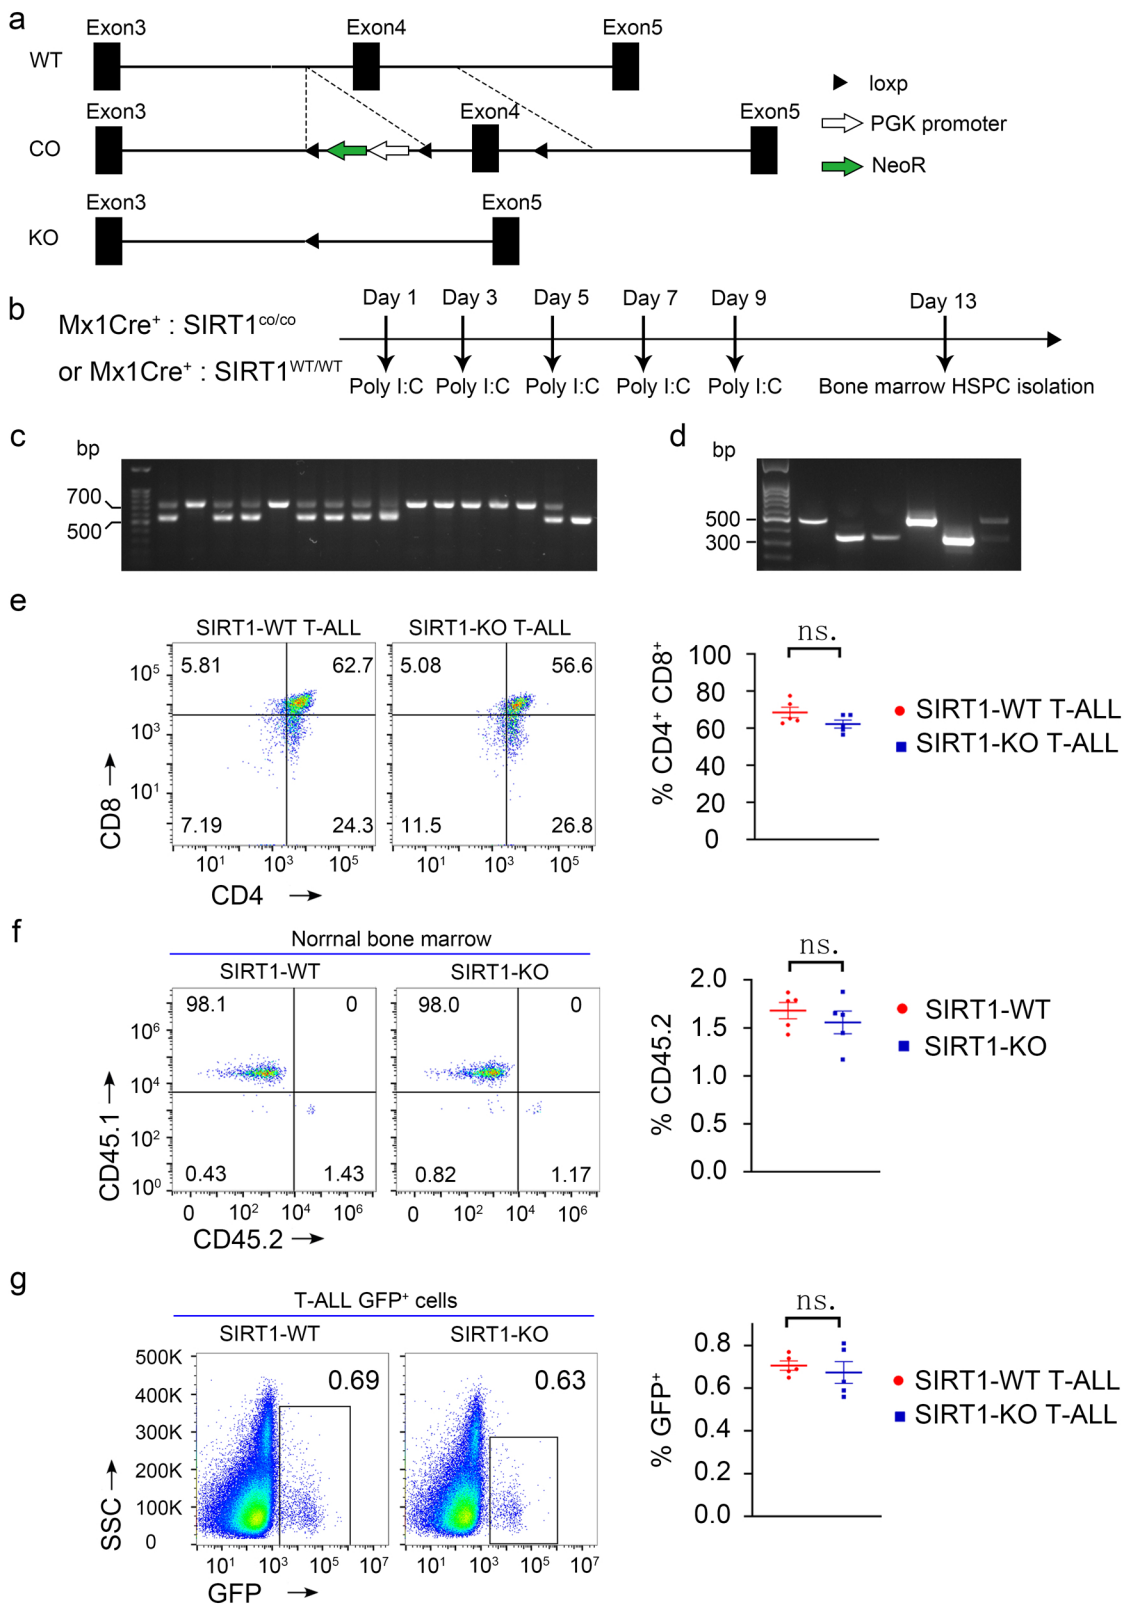 a
Exon3 Exon4 Exon5
WT
Exon3 Exon4 Exon5
CO
Exon3 Exon5
KO
loxp
PGK promoter
NeoR
b
Mx1Cre⁺ : SIRT1ᶜᵒ/ᶜᵒ
or Mx1Cre⁺ : SIRT1ᵂᵀ/ᵂᵀ
Day 1 Day 3 Day 5 Day 7 Day 9 Day 13
Poly I:C Poly I:C Poly I:C Poly I:C Poly I:C Bone marrow HSPC isolation
c
bp
700
500
d
bp
500
300
e
SIRT1-WT T-ALL SIRT1-KO T-ALL
5.81 62.7 5.08 56.6
7.19 24.3 11.5 26.8
10⁵
10³
10¹
CD8
10¹ 10³ 10⁵ 10¹ 10³ 10⁵
CD4
ns.
% CD4⁺ CD8⁺
100
80
60
40
20
0
SIRT1-WT T-ALL
SIRT1-KO T-ALL
f
Norrnal bone marrow
SIRT1-WT SIRT1-KO
98.1 0 98.0 0
0.43 1.43 0.82 1.17
10⁶
10⁴
10²
10⁰
CD45.1
0 10² 10⁴ 10⁶ 0 10² 10⁴ 10⁶
CD45.2
ns.
% CD45.2
2.0
1.5
1.0
0.5
0.0
SIRT1-WT
SIRT1-KO
g
T-ALL GFP⁺ cells
SIRT1-WT SIRT1-KO
0.69 0.63
500K
400K
300K
200K
100K
0
SSC
10¹ 10³ 10⁵ 10⁷ 10¹ 10³ 10⁵ 10⁷
GFP
ns.
% GFP⁺
0.8
0.6
0.4
0.2
0.0
SIRT1-WT T-ALL
SIRT1-KO T-ALL